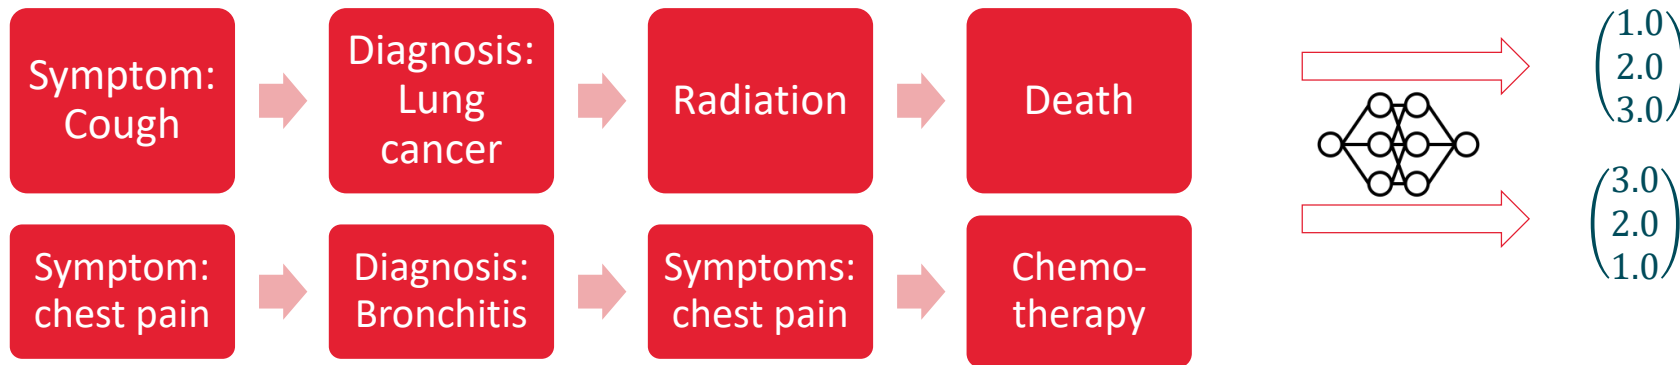 Symptom:
Cough
Diagnosis:
Lung
cancer
Radiation
Death
1.0
2.0
3.0
Symptom:
chest pain
Diagnosis:
Bronchitis
Symptoms:
chest pain
Chemo-
therapy
3.0
2.0
1.0